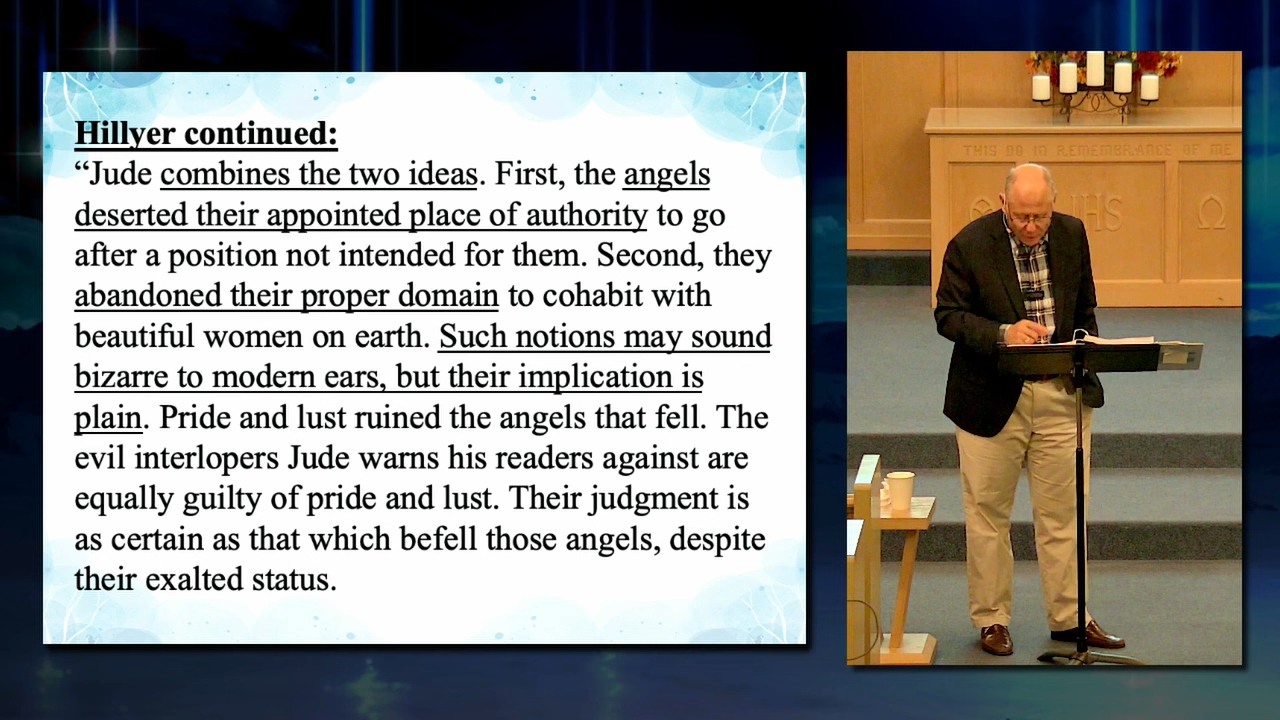 Hillyer continued:
“Jude combines the two ideas. First, the angels
deserted their appointed place of authority to go
after a position not intended for them. Second, they
abandoned their proper domain to cohabit with
beautiful women on earth. Such notions may sound
bizarre to modern ears, but their implication is
plain. Pride and lust ruined the angels that fell. The
evil interlopers Jude warns his readers against are
equally guilty of pride and lust. Their judgment is
as certain as that which befell those angels, despite
their exalted status.
THIS DO IN REMEMBRANCE OF ME
IHS
Ω